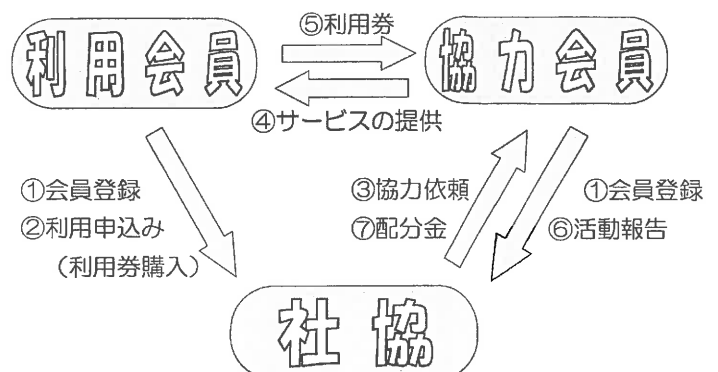 ⑤利用券
利用会員
協力会員
④サービスの提供
①会員登録
②利用申込み
（利用券購入）
③協力依頼
⑦配分金
①会員登録
⑥活動報告
社協